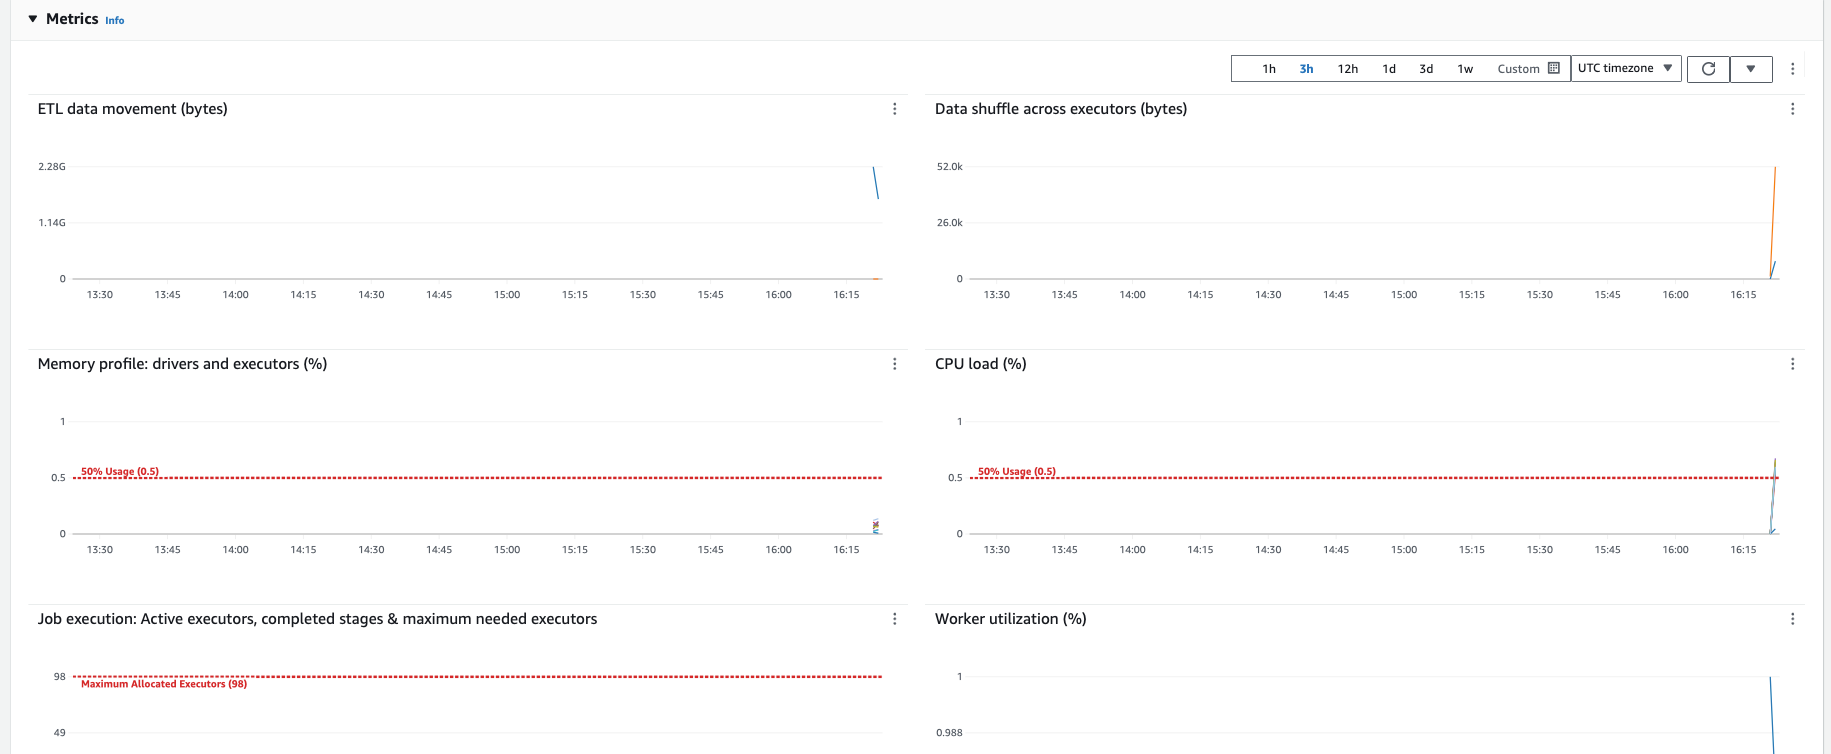 Metrics Info
1h 3h 12h 1d 3d 1w Custom UTC timezone
ETL data movement (bytes)
2.28G
1.14G
0
13:30 13:45 14:00 14:15 14:30 14:45 15:00 15:15 15:30 15:45 16:00 16:15
Data shuffle across executors (bytes)
52.0k
26.0k
0
13:30 13:45 14:00 14:15 14:30 14:45 15:00 15:15 15:30 15:45 16:00 16:15
Memory profile: drivers and executors (%)
1
50% Usage (0.5)
0.5
0
13:30 13:45 14:00 14:15 14:30 14:45 15:00 15:15 15:30 15:45 16:00 16:15
CPU load (%)
1
50% Usage (0.5)
0.5
0
13:30 13:45 14:00 14:15 14:30 14:45 15:00 15:15 15:30 15:45 16:00 16:15
Job execution: Active executors, completed stages & maximum needed executors
98
Maximum Allocated Executors (98)
49
Worker utilization (%)
1
0.988